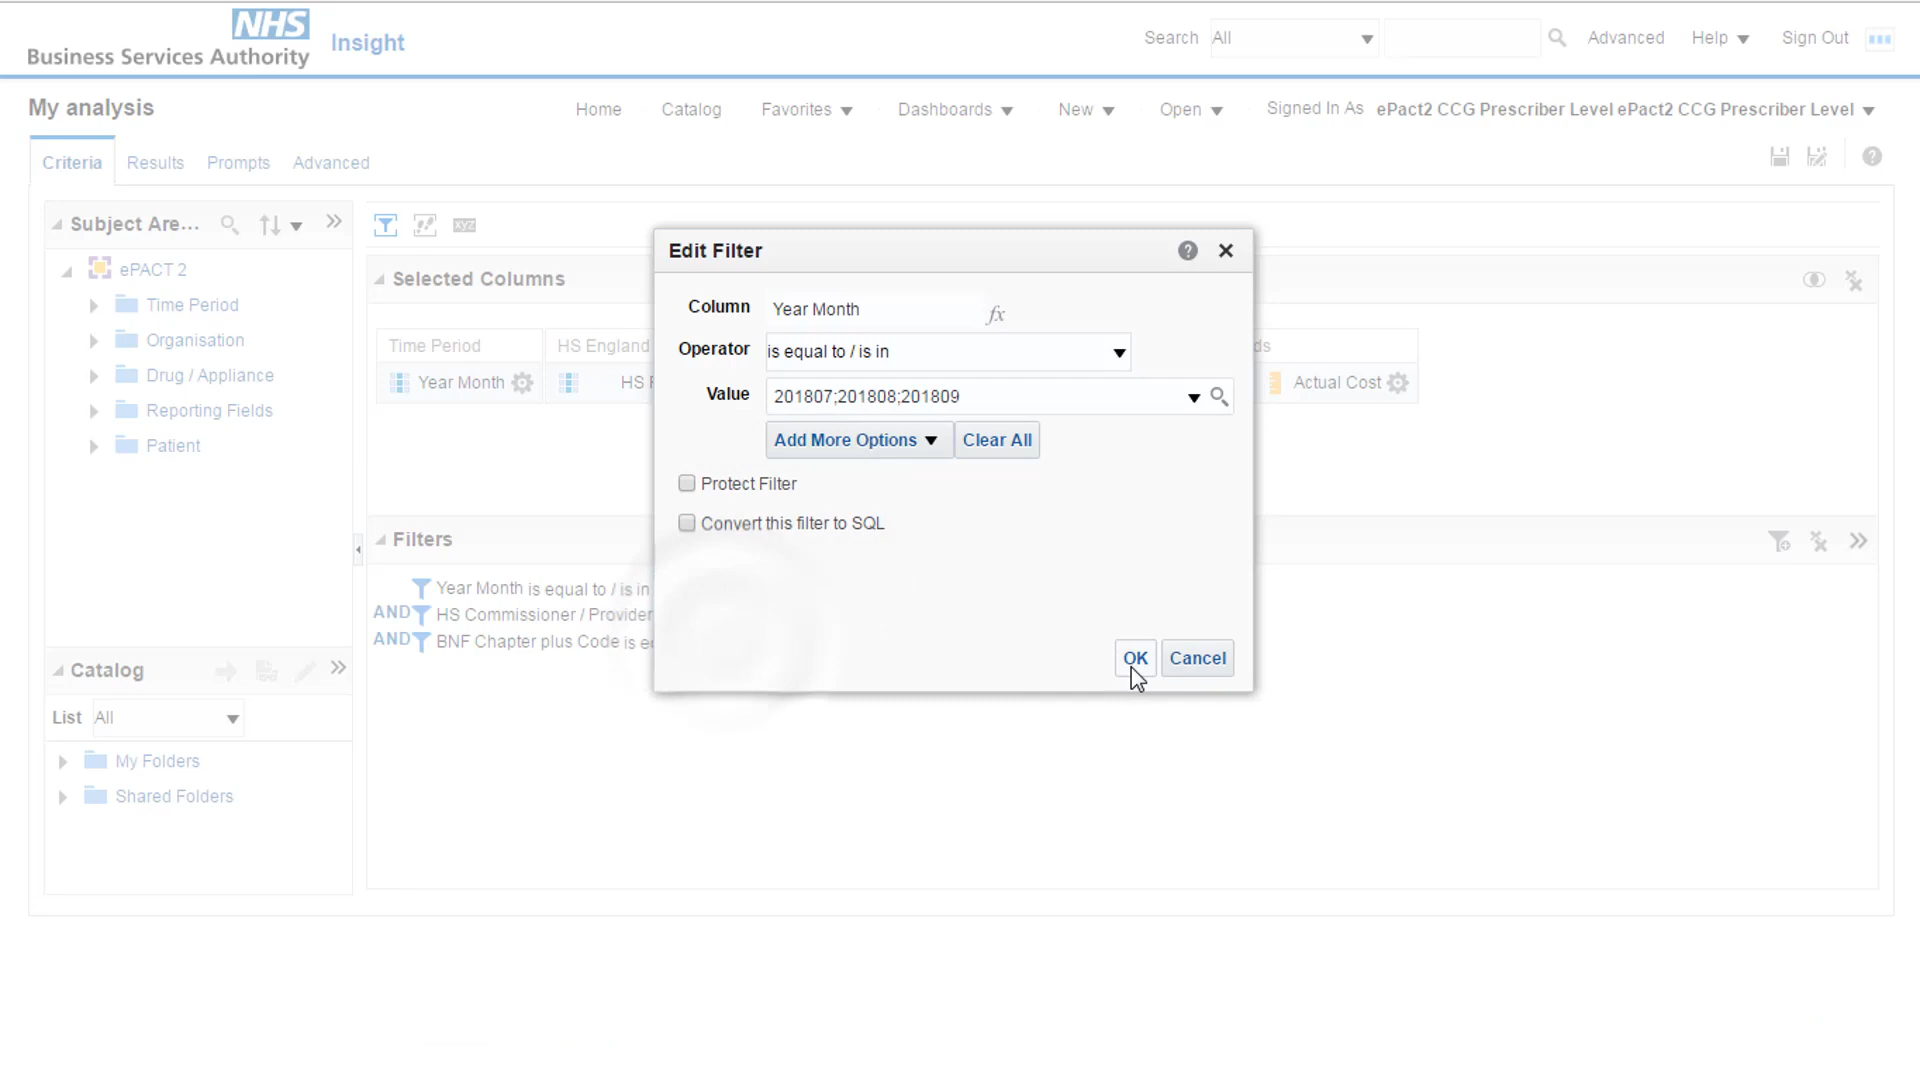 NHS
Business Services Authority
Insight
Search All
Advanced
Help
Sign Out
My analysis
Home
Catalog
Favorites
Dashboards
New
Open
Signed In As ePact2 CCG Prescriber Level ePact2 CCG Prescriber Level
Criteria
Results
Prompts
Advanced
Subject Are...
ePACT 2
Time Period
Organisation
Drug / Appliance
Reporting Fields
Patient
Catalog
List All
My Folders
Shared Folders
xyz
Selected Columns
Time Period
Year Month
HS England
HS
ds
Actual Cost
Filters
Year Month is equal to / is in
AND HS Commissioner / Provider
AND BNF Chapter plus Code is e
Edit Filter
Column Year Month fx
Operator is equal to / is in
Value 201807;201808;201809
Add More Options
Clear All
Protect Filter
Convert this filter to SQL
OK
Cancel